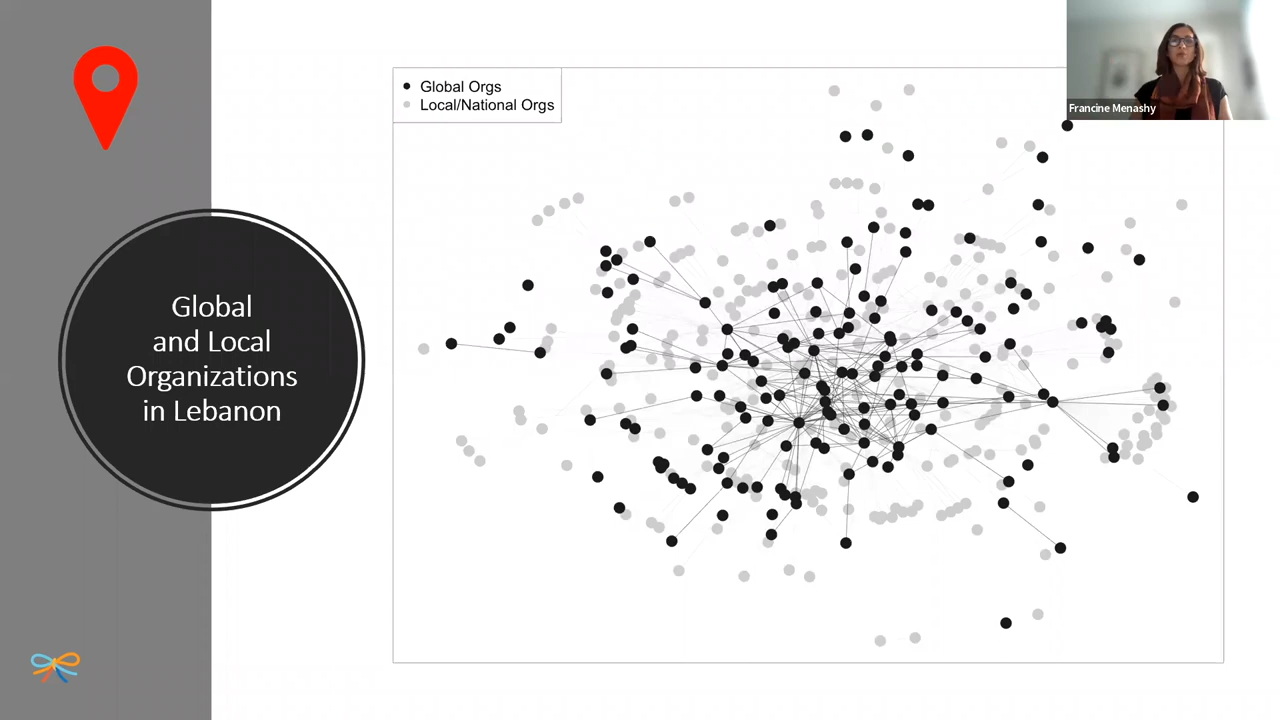 Global Orgs
Local/National Orgs
Francine Menashy
Global
and Local
Organizations
in Lebanon